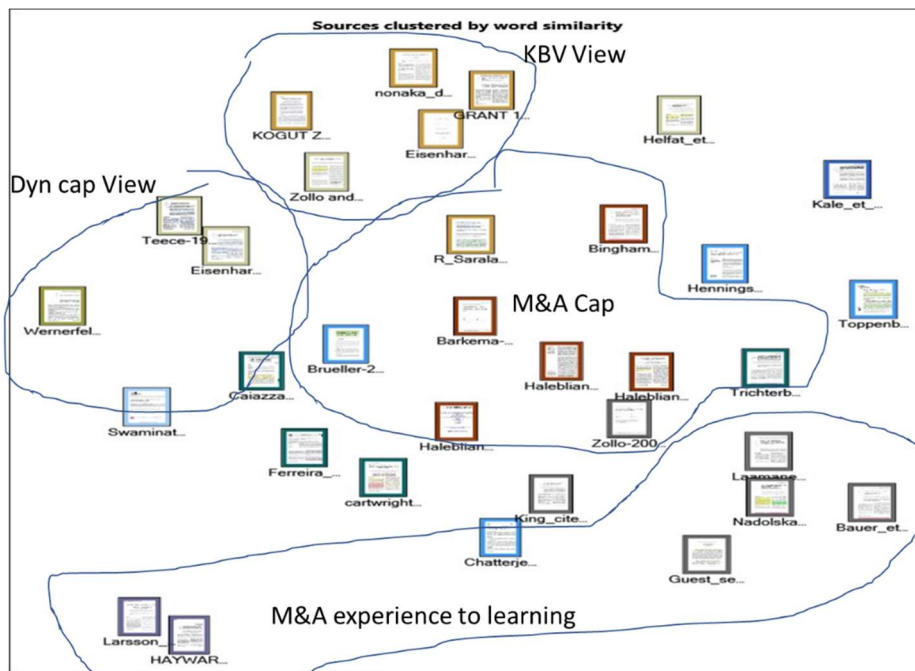 Sources clustered by word similarity
KBV View
nonaka_d...
GRANT 1...
KOGUT Z...
Eisenhar...
Helfat_et...
Zollo and...
Dyn cap View
Kale_et_...
Teece-19...
Eisenhar...
R_Sarala...
Bingham...
Hennings...
Wernerfel...
M&A Cap
Toppenb...
Barkema-...
Brueller-2...
Caiazza...
Haleblian...
Haleblian...
Trichterb...
Swaminat...
Haleblian...
Zollo-200...
Ferreira_...
cartwright...
Laamane...
King_cite...
Nadolska...
Bauer_et...
Chatterje...
Guest_se...
M&A experience to learning
Larsson_...
HAYWAR...